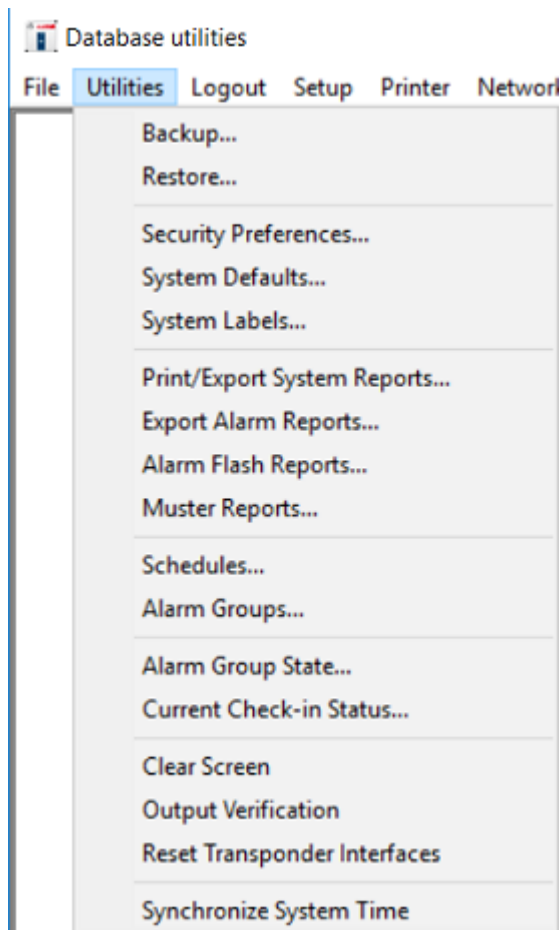 Database utilities
File Utilities Logout Setup Printer
Backup...
Restore...
Security Preferences...
System Defaults...
System Labels...
Print/Export System Reports...
Export Alarm Reports...
Alarm Flash Reports...
Muster Reports...
Schedules...
Alarm Groups...
Alarm Group State...
Current Check-in Status...
Clear Screen
Output Verification
Reset Transponder Interfaces
Synchronize System Time